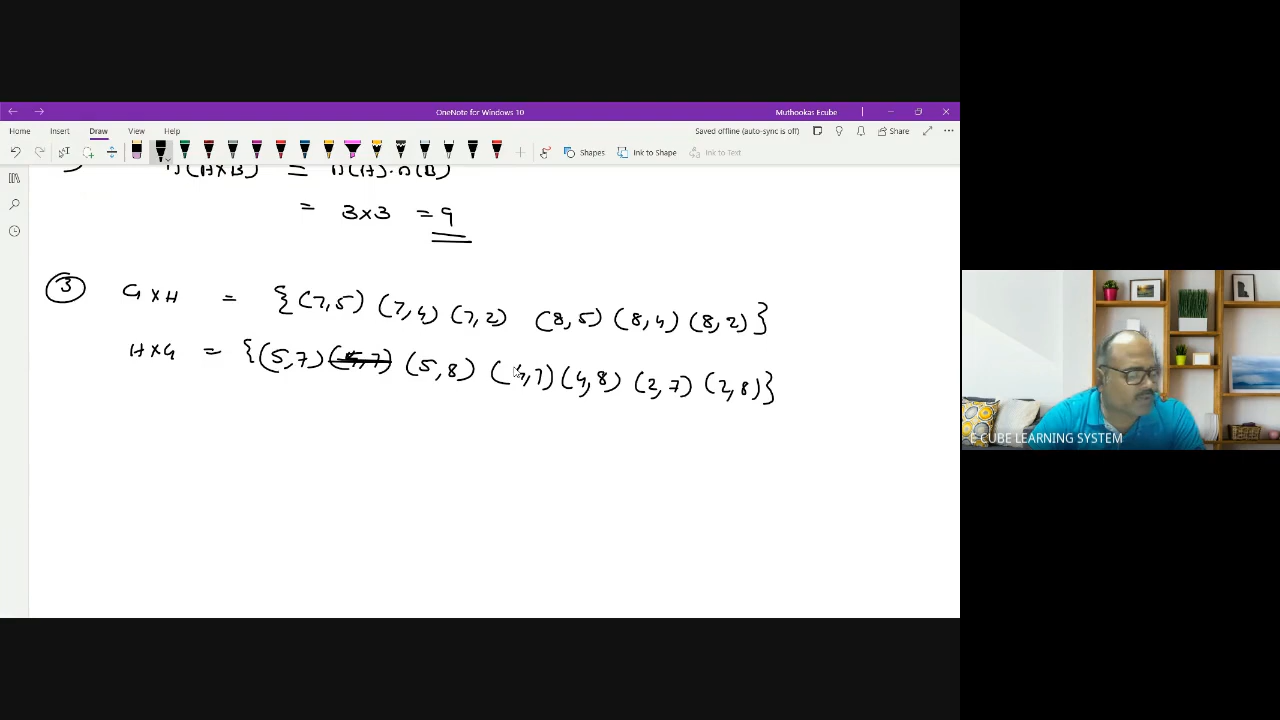 OneNote for Windows 10
Muthookas Ecube
Home Insert Draw View Help
Saved offline (auto-sync is off)
Share
Shapes
Ink to Shape
Ink to Text
n(A×B) = n(A).n(B)
= 3×3 = 9
3 G×H = {(7,5) (7,4) (7,2) (8,5) (8,4) (8,2)}
H×G = {(5,7) (5,8) (4,7) (4,8) (2,7) (2,8)}
E CUBE LEARNING SYSTEM